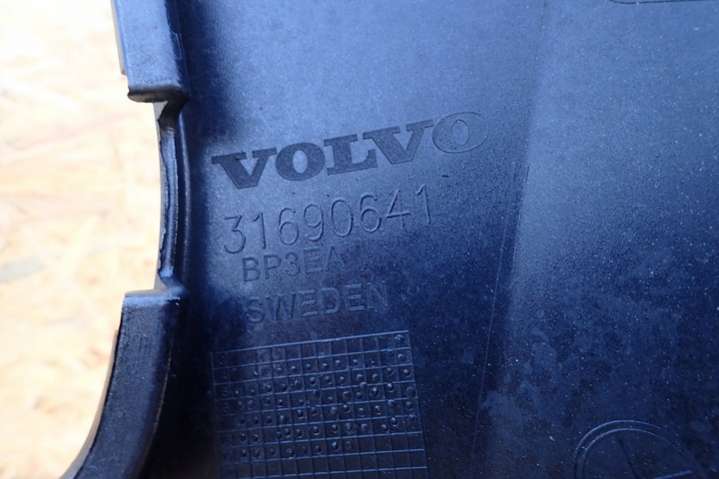 VOLVO
31690641
BP3EA
SWEDEN